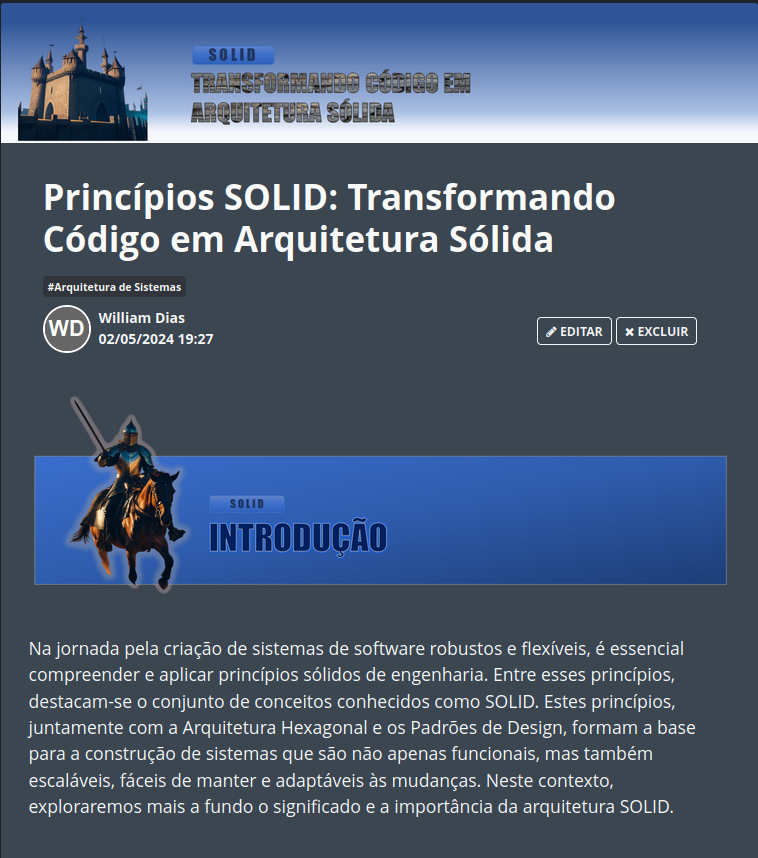 SOLID
TRANSFORMANDO CÓDIGO EM
ARQUITETURA SÓLIDA
Princípios SOLID: Transformando
Código em Arquitetura Sólida
#Arquitetura de Sistemas
WD
William Dias
02/05/2024 19:27
EDITAR
EXCLUIR
SOLID
INTRODUÇÃO
Na jornada pela criação de sistemas de software robustos e flexíveis, é essencial
compreender e aplicar princípios sólidos de engenharia. Entre esses princípios,
destacam-se o conjunto de conceitos conhecidos como SOLID. Estes princípios,
juntamente com a Arquitetura Hexagonal e os Padrões de Design, formam a base
para a construção de sistemas que são não apenas funcionais, mas também
escaláveis, fáceis de manter e adaptáveis às mudanças. Neste contexto,
exploraremos mais a fundo o significado e a importância da arquitetura SOLID.